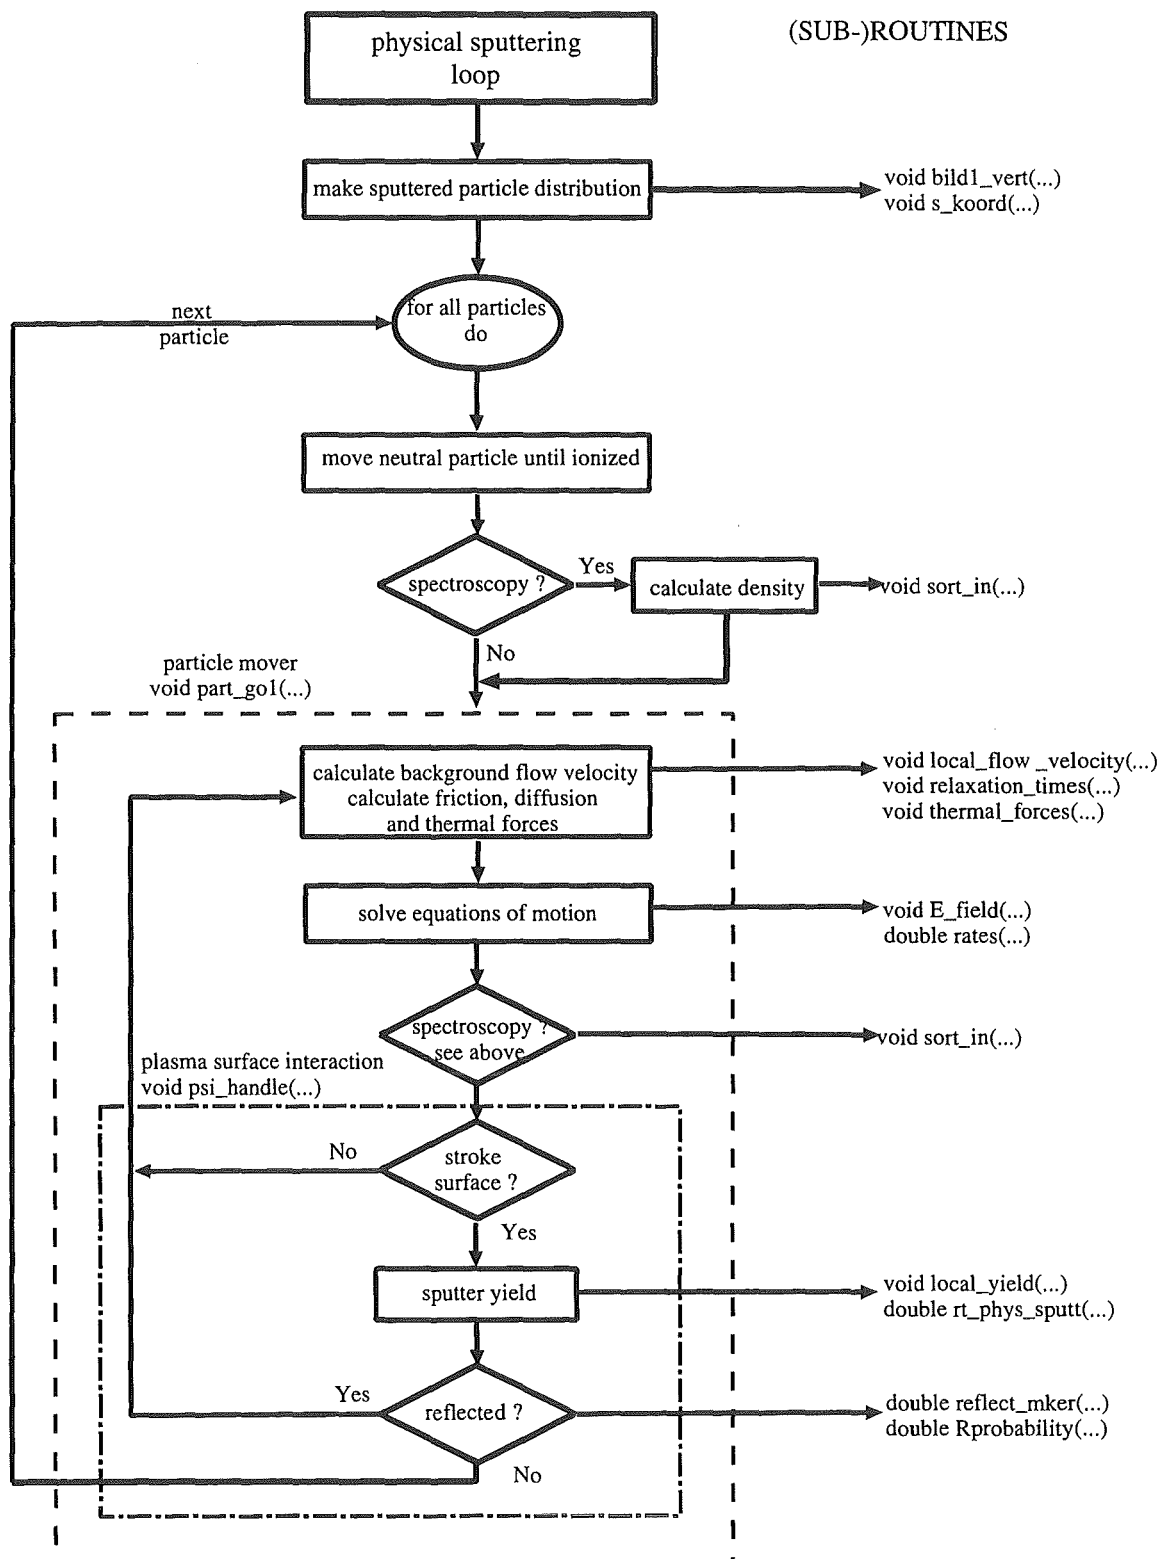 (SUB-)ROUTINES
physical sputtering
loop
make sputtered particle distribution
void bild1_vert(...)
void s_koord(...)
for all particles
do
next
particle
move neutral particle until ionized
spectroscopy ?
Yes
calculate density
void sort_in(...)
No
particle mover
void part_go1(...)
calculate background flow velocity
calculate friction, diffusion
and thermal forces
void local_flow _velocity(...)
void relaxation_times(...)
void thermal_forces(...)
solve equations of motion
void E_field(...)
double rates(...)
spectroscopy ?
see above
void sort_in(...)
plasma surface interaction
void psi_handle(...)
No
stroke
surface ?
Yes
sputter yield
void local_yield(...)
double rt_phys_sputt(...)
Yes
reflected ?
double reflect_mker(...)
double Rprobability(...)
No